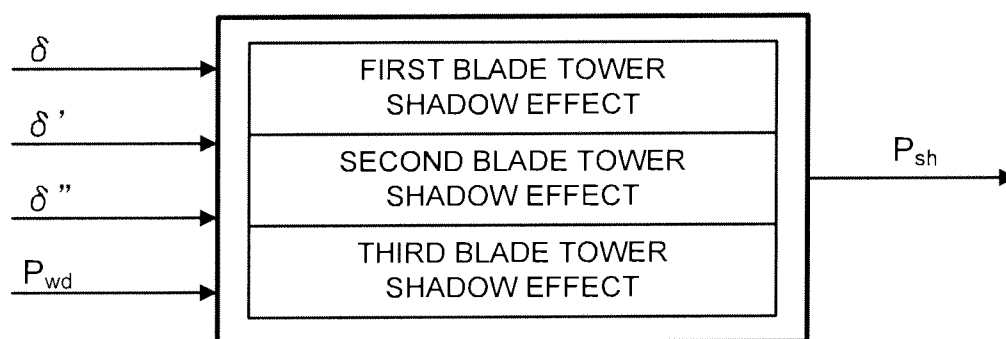 δ
δ'
δ"
P_wd
FIRST BLADE TOWER
SHADOW EFFECT
SECOND BLADE TOWER
SHADOW EFFECT
THIRD BLADE TOWER
SHADOW EFFECT
P_sh